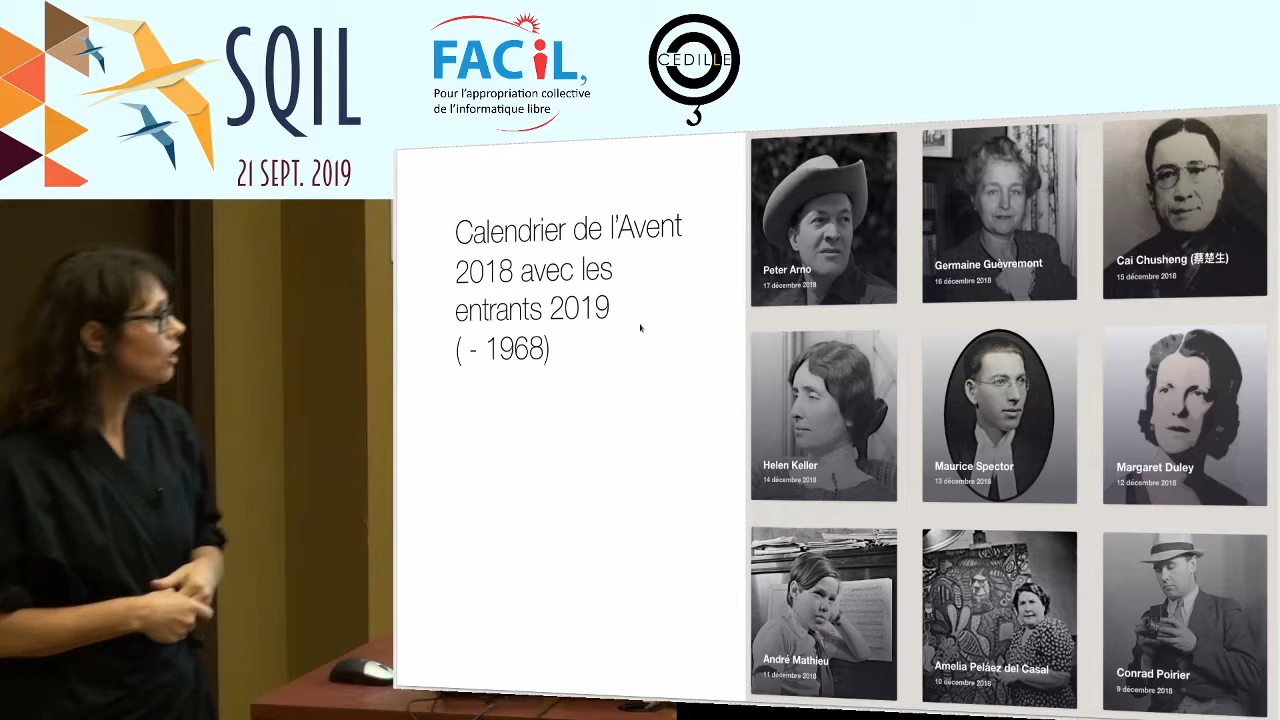 SQIL
21 SEPT. 2019
FACiL,
Pour l'appropriation collective
de l'informatique libre
CEDILLE
3
Calendrier de l'Avent
2018 avec les
entrants 2019
( - 1968)
Peter Arno
17 décembre 2018
Germaine Guèvremont
16 décembre 2018
Cai Chusheng (蔡楚生)
15 décembre 2018
Helen Keller
14 décembre 2018
Maurice Spector
13 décembre 2018
Margaret Duley
12 décembre 2018
André Mathieu
11 décembre 2018
Amelia Peláez del Casal
10 décembre 2018
Conrad Poirier
9 décembre 2018